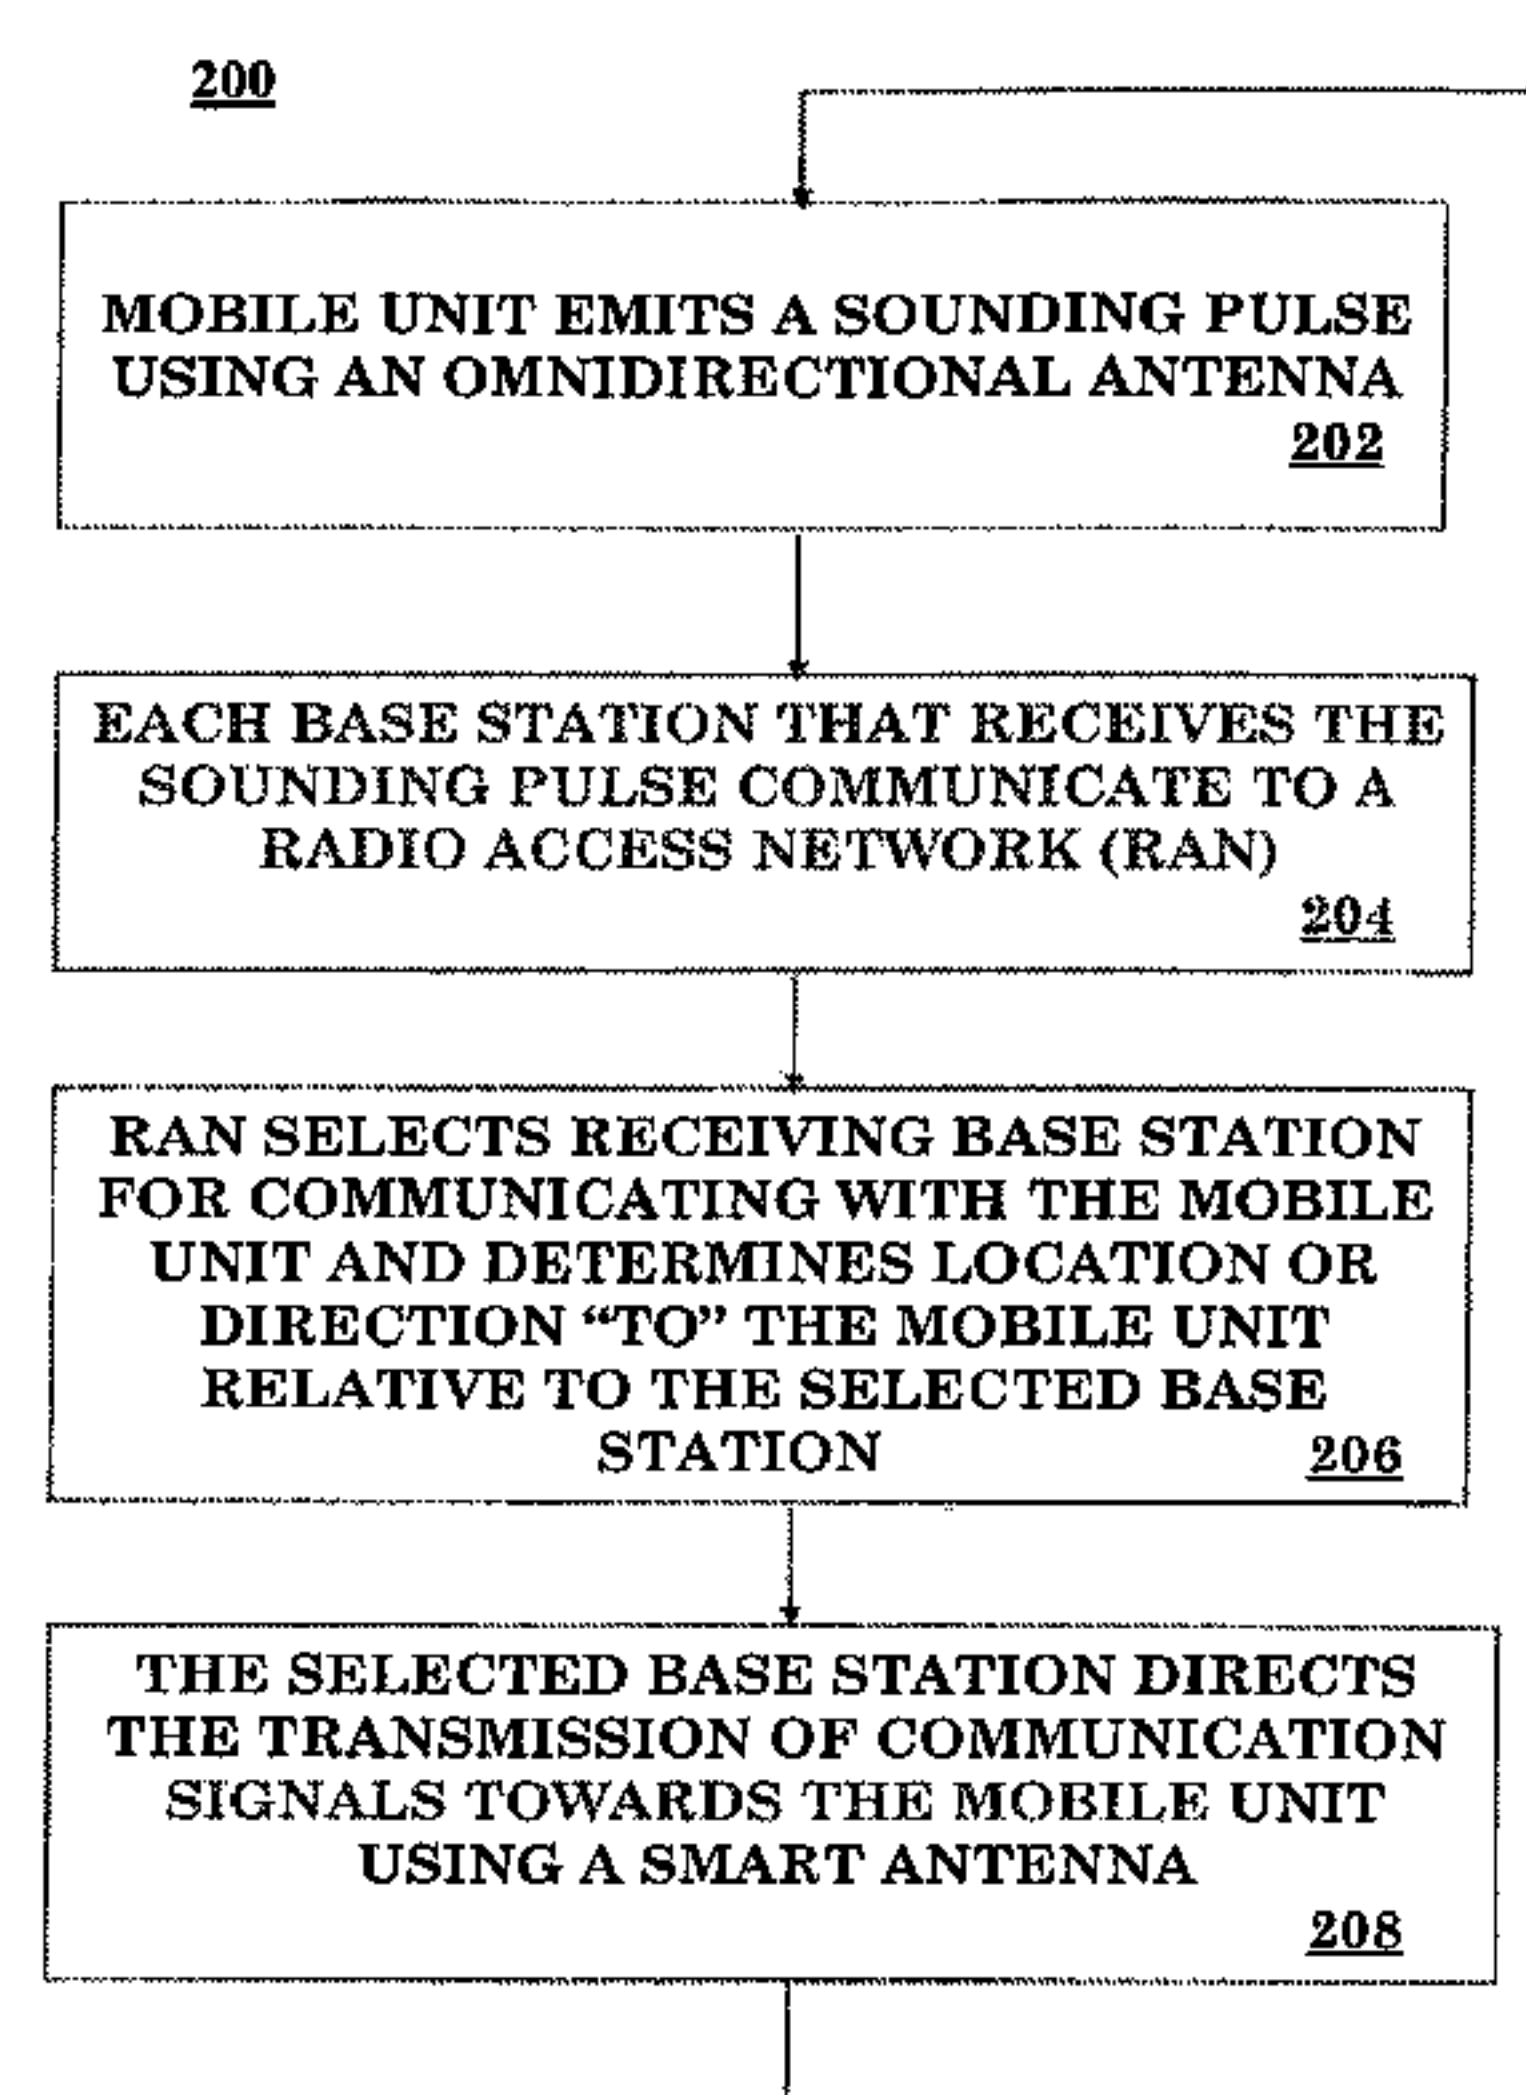 200
MOBILE UNIT EMITS A SOUNDING PULSE
USING AN OMNIDIRECTIONAL ANTENNA
202
EACH BASE STATION THAT RECEIVES THE
SOUNDING PULSE COMMUNICATE TO A
RADIO ACCESS NETWORK (RAN)
204
RAN SELECTS RECEIVING BASE STATION
FOR COMMUNICATING WITH THE MOBILE
UNIT AND DETERMINES LOCATION OR
DIRECTION “TO” THE MOBILE UNIT
RELATIVE TO THE SELECTED BASE
STATION 206
THE SELECTED BASE STATION DIRECTS
THE TRANSMISSION OF COMMUNICATION
SIGNALS TOWARDS THE MOBILE UNIT
USING A SMART ANTENNA
208